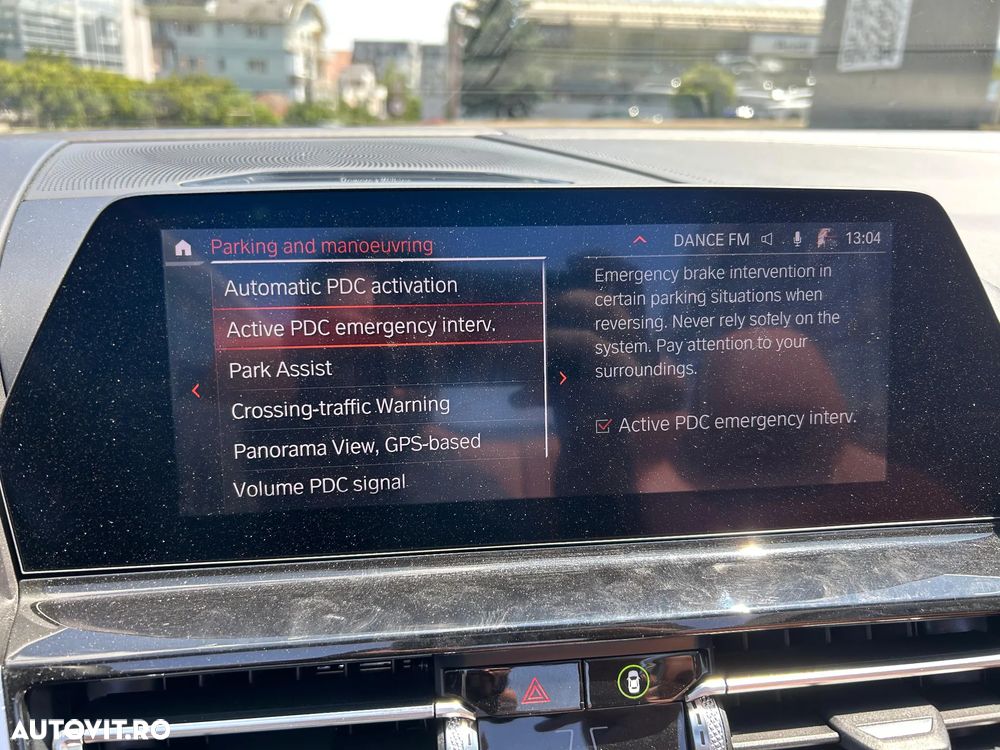 Parking and manoeuvring
DANCE FM
13:04
Automatic PDC activation
Active PDC emergency interv.
Park Assist
Crossing-traffic Warning
Panorama View, GPS-based
Volume PDC signal
Emergency brake intervention in
certain parking situations when
reversing. Never rely solely on the
system. Pay attention to your
surroundings.
Active PDC emergency interv.
AUTOVIT.RO